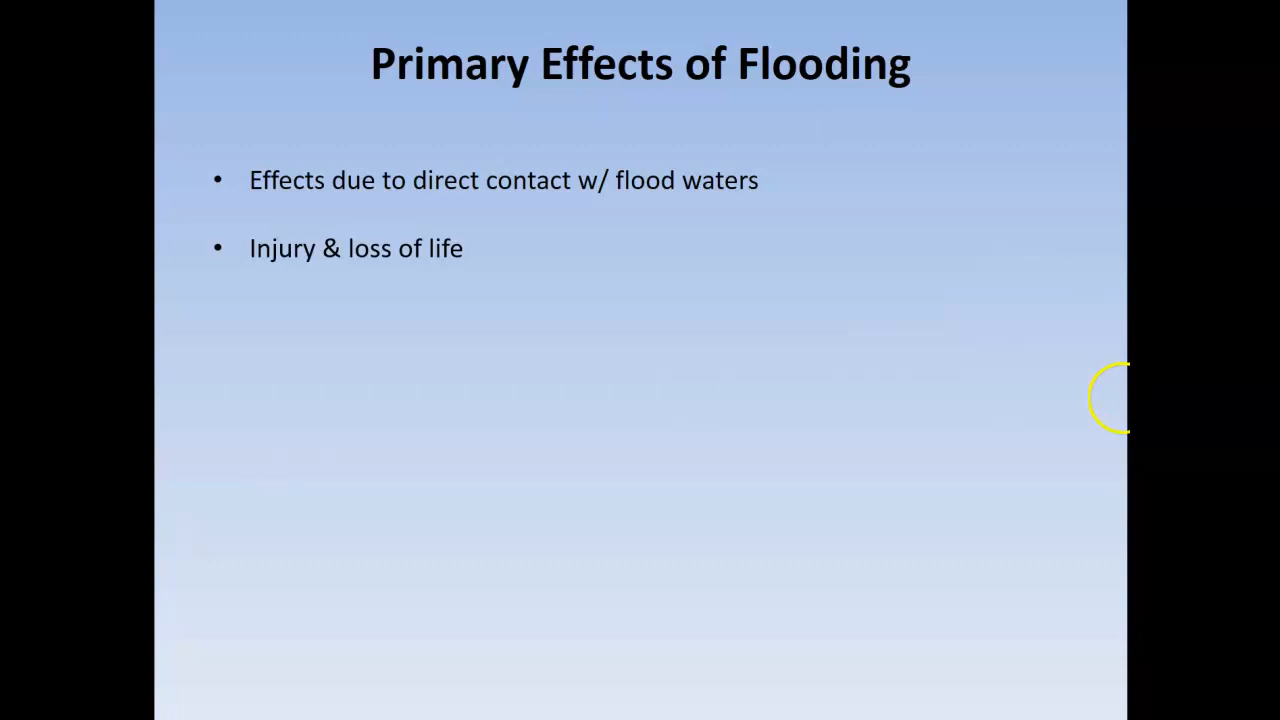 Primary Effects of Flooding
• Effects due to direct contact w/ flood waters
• Injury & loss of life